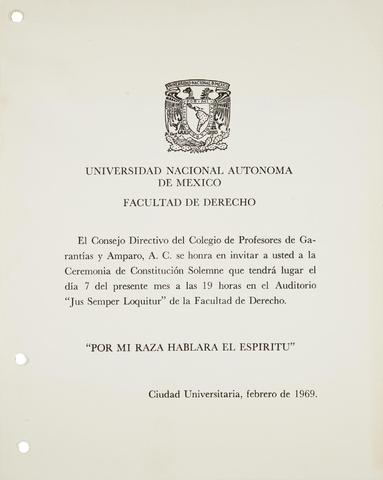 UNIVERSIDAD NACIONAL AUTONOMA
DE MEXICO
FACULTAD DE DERECHO
El Consejo Directivo del Colegio de Profesores de Ga-
rantías y Amparo, A. C. se honra en invitar a usted a la
Ceremonia de Constitución Solemne que tendrá lugar el
día 7 del presente mes a las 19 horas en el Auditorio
"Jus Semper Loquitur" de la Facultad de Derecho.
"POR MI RAZA HABLARA EL ESPIRITU"
Ciudad Universitaria, febrero de 1969.